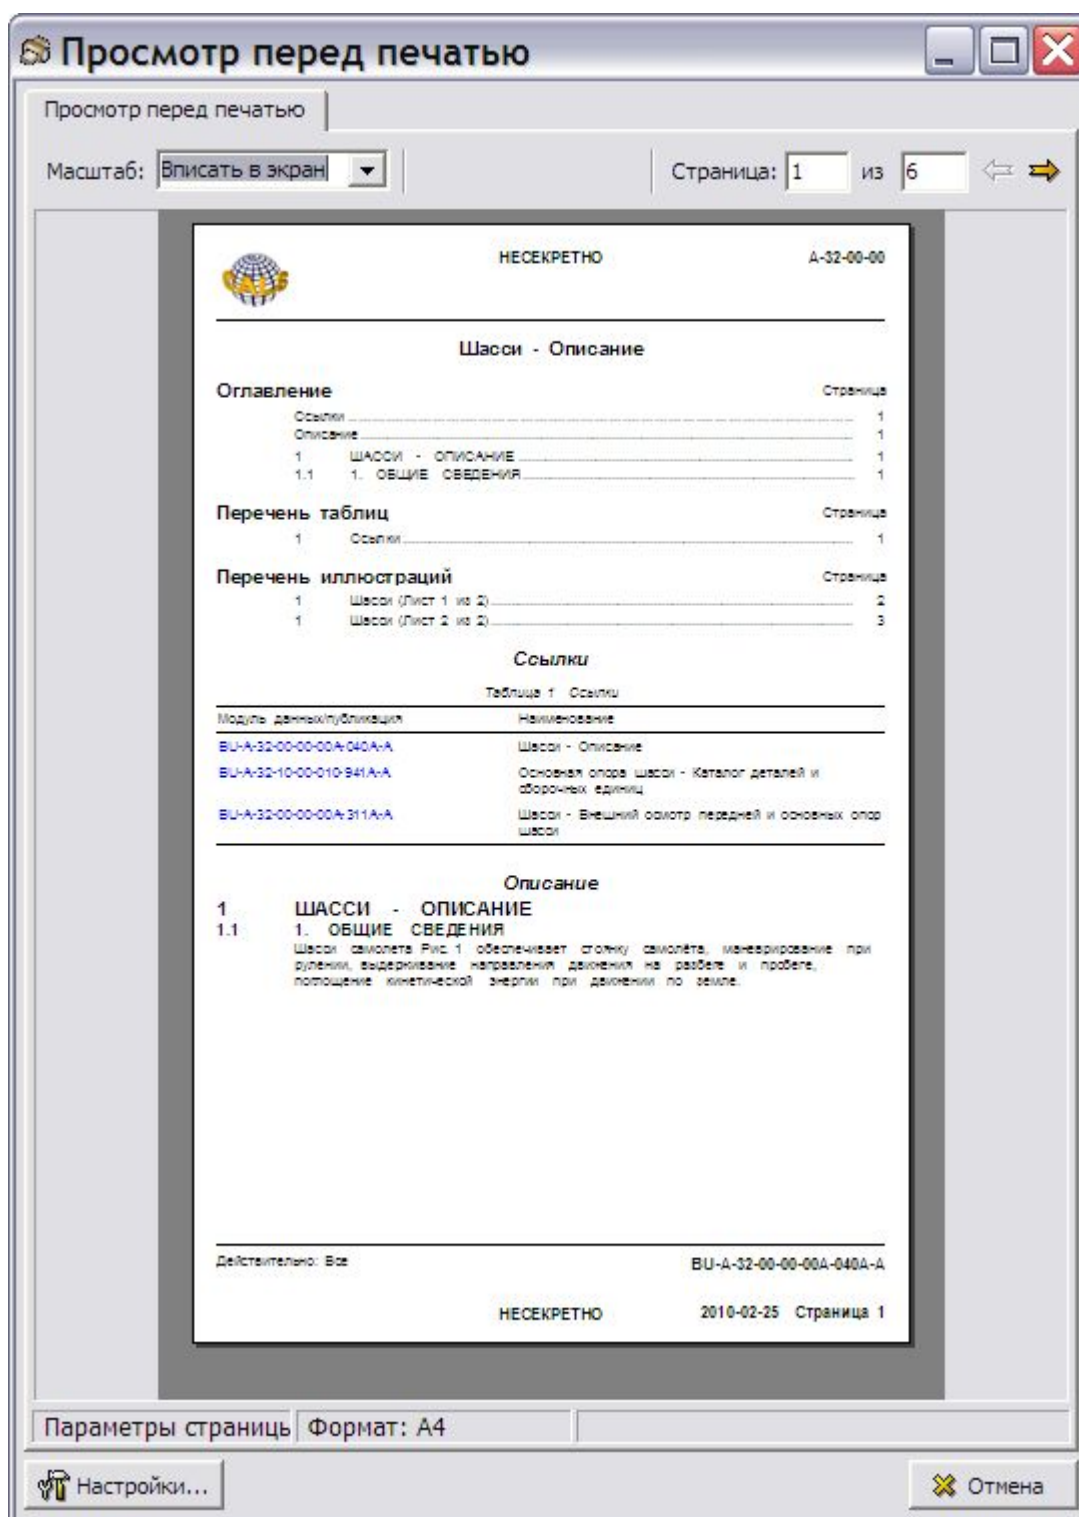 Просмотр перед печатью
Просмотр перед печатью
Масштаб: Вписать в экран Страница: 1 из 6
CALS НЕСЕКРЕТНО A-32-00-00
Шасси - Описание
Оглавление Страница
Ссылки 1
Описание 1
1 ШАССИ - ОПИСАНИЕ 1
1.1 1. ОБЩИЕ СВЕДЕНИЯ 1
Перечень таблиц Страница
1 Ссылки 1
Перечень иллюстраций Страница
1 Шасси (Лист 1 из 2) 2
1 Шасси (Лист 2 из 2) 3
Ссылки
Таблица 1 Ссылки
Модуль данных/публикация Наименование
BU-A-32-00-00-00A-040A-A Шасси - Описание
BU-A-32-10-00-010-941A-A Основная опора шасси - Каталог деталей и
сборочных единиц
BU-A-32-00-00-00A-311A-A Шасси - Внешний осмотр передней и основных опор
шасси
Описание
1 ШАССИ - ОПИСАНИЕ
1.1 1. ОБЩИЕ СВЕДЕНИЯ
Шасси самолета Рис. 1 обеспечивает стоянку самолёта, маневрирование при
рулении, выдерживание направления движения на разбеге и пробеге,
поглощение кинетической энергии при движении по земле.
Действительно: Все BU-A-32-00-00-00A-040A-A
НЕСЕКРЕТНО 2010-02-25 Страница 1
Параметры страницы Формат: A4
Настройки... Отмена